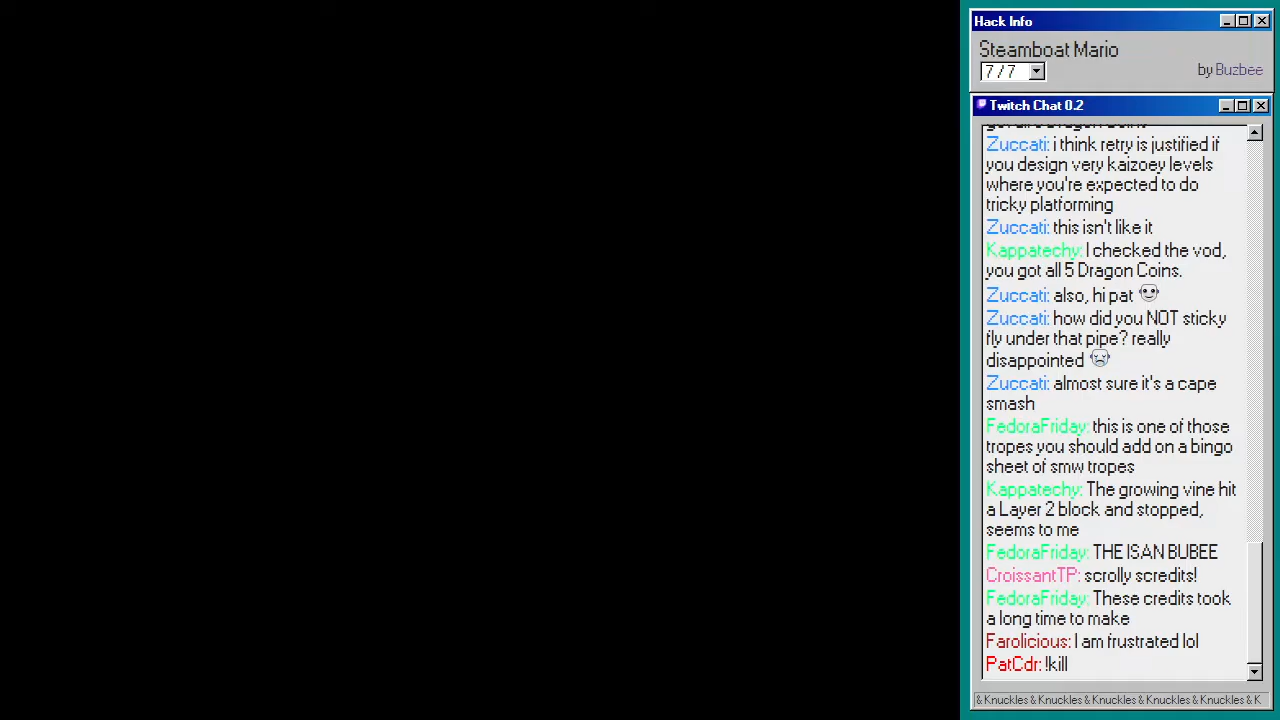 Hack Info
Steamboat Mario
7/7
by Buzbee
Twitch Chat 0.2
Zuccati: i think retry is justified if
you design very kaizoey levels
where you're expected to do
tricky platforming
Zuccati: this isn't like it
Kappatechy: I checked the vod,
you got all 5 Dragon Coins.
Zuccati: also, hi pat
Zuccati: how did you NOT sticky
fly under that pipe? really
disappointed
Zuccati: almost sure it's a cape
smash
FedoraFriday: this is one of those
tropes you should add on a bingo
sheet of smw tropes
Kappatechy: The growing vine hit
a Layer 2 block and stopped,
seems to me
FedoraFriday: THE ISAN BUBEE
CroissantTP: scrolly scredits!
FedoraFriday: These credits took
a long time to make
Farolicious: I am frustrated lol
PatCdr: !kill
& Knuckles & Knuckles & Knuckles & Knuckles & Knuckles & K